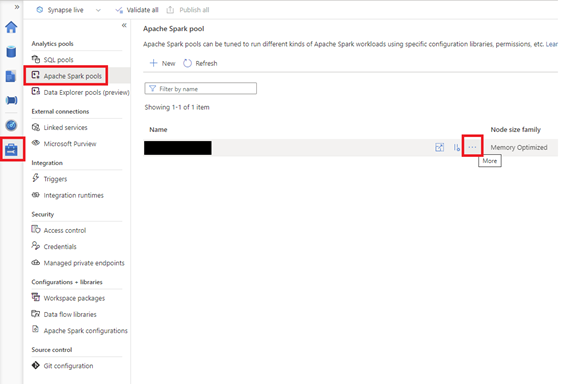 Synapse live
Validate all
Publish all
Analytics pools
SQL pools
Apache Spark pools
Data Explorer pools (preview)
External connections
Linked services
Microsoft Purview
Integration
Triggers
Integration runtimes
Security
Access control
Credentials
Managed private endpoints
Configurations + libraries
Workspace packages
Data flow libraries
Apache Spark configurations
Source control
Git configuration
Apache Spark pool
Apache Spark pools can be tuned to run different kinds of Apache Spark workloads using specific configuration libraries, permissions, etc. Lear
New
Refresh
Filter by name
Showing 1-1 of 1 item
Name
Node size family
Memory Optimized
More